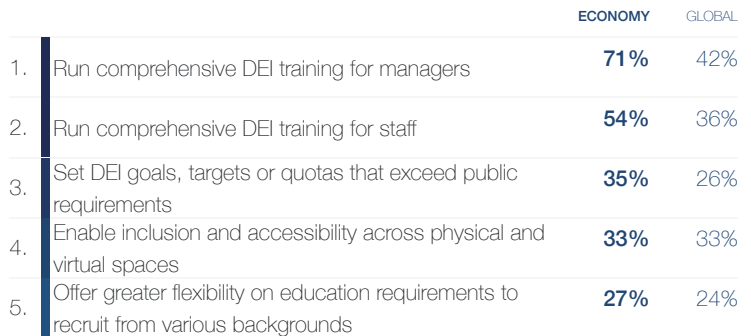 ECONOMY GLOBAL
1. Run comprehensive DEI training for managers 71% 42%
2. Run comprehensive DEI training for staff 54% 36%
3. Set DEI goals, targets or quotas that exceed public
requirements 35% 26%
4. Enable inclusion and accessibility across physical and
virtual spaces 33% 33%
5. Offer greater flexibility on education requirements to
recruit from various backgrounds 27% 24%